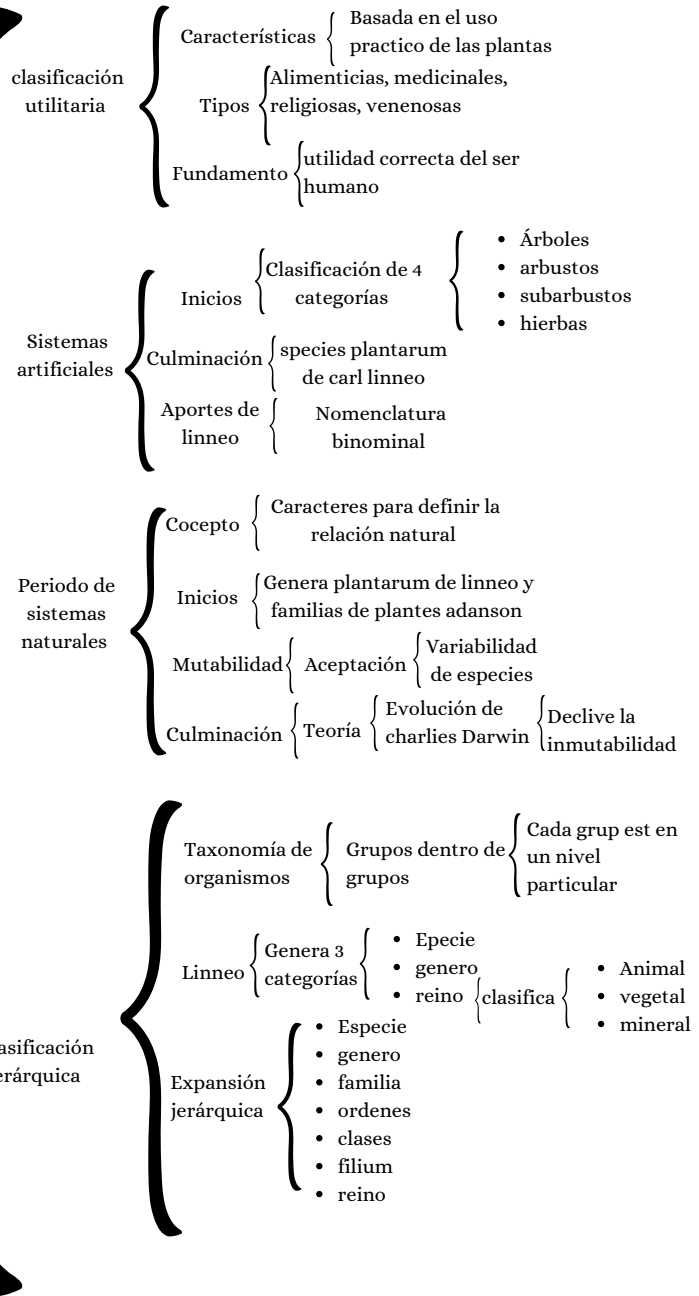 clasificación
utilitaria
Características
Basada en el uso
practico de las plantas
Tipos
Alimenticias, medicinales,
religiosas, venenosas
Fundamento
utilidad correcta del ser
humano
Sistemas
artificiales
Inicios
Clasificación de 4
categorías
• Árboles
• arbustos
• subarbustos
• hierbas
Culminación
species plantarum
de carl linneo
Aportes de
linneo
Nomenclatura
binominal
Periodo de
sistemas
naturales
Cocepto
Caracteres para definir la
relación natural
Inicios
Genera plantarum de linneo y
familias de plantes adanson
Mutabilidad
Aceptación
Variabilidad
de especies
Culminación
Teoría
Evolución de
charlies Darwin
Declive la
inmutabilidad
asificación
erárquica
Taxonomía de
organismos
Grupos dentro de
grupos
Cada grup est en
un nivel
particular
Linneo
Genera 3
categorías
• Epecie
• genero
• reino
clasifica
• Animal
• vegetal
• mineral
Expansión
jerárquica
• Especie
• genero
• familia
• ordenes
• clases
• filium
• reino